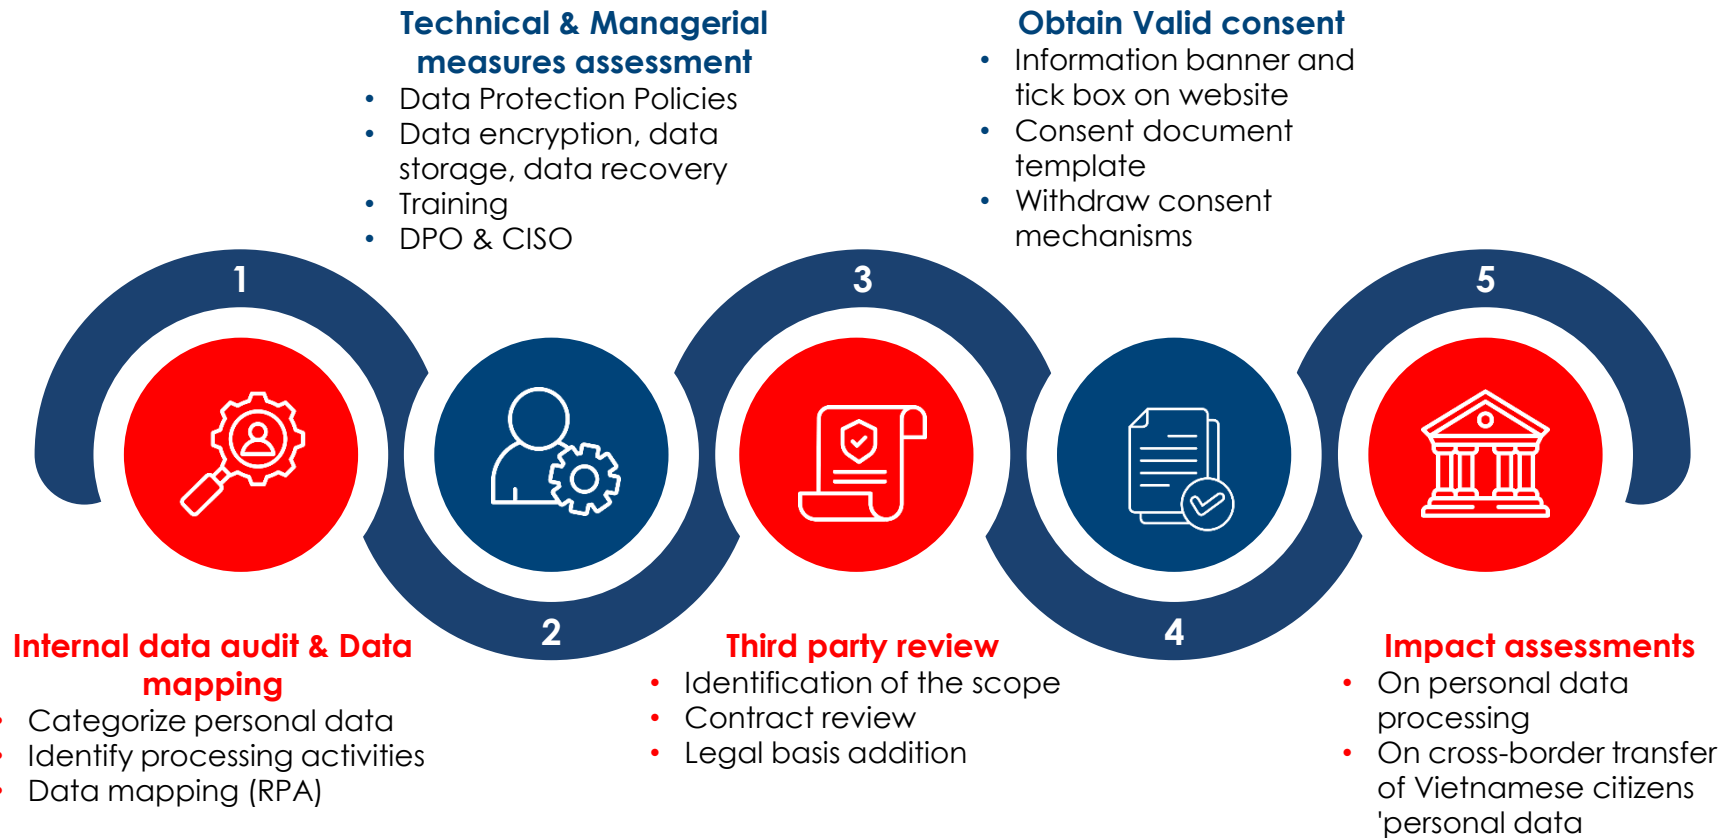 Technical & Managerial
measures assessment
• Data Protection Policies
• Data encryption, data
storage, data recovery
• Training
• DPO & CISO
Obtain Valid consent
• Information banner and
tick box on website
• Consent document
template
• Withdraw consent
mechanisms
1
3
5
2
4
Internal data audit & Data
mapping
• Categorize personal data
• Identify processing activities
• Data mapping (RPA)
Third party review
• Identification of the scope
• Contract review
• Legal basis addition
Impact assessments
• On personal data
processing
• On cross-border transfer
of Vietnamese citizens
'personal data